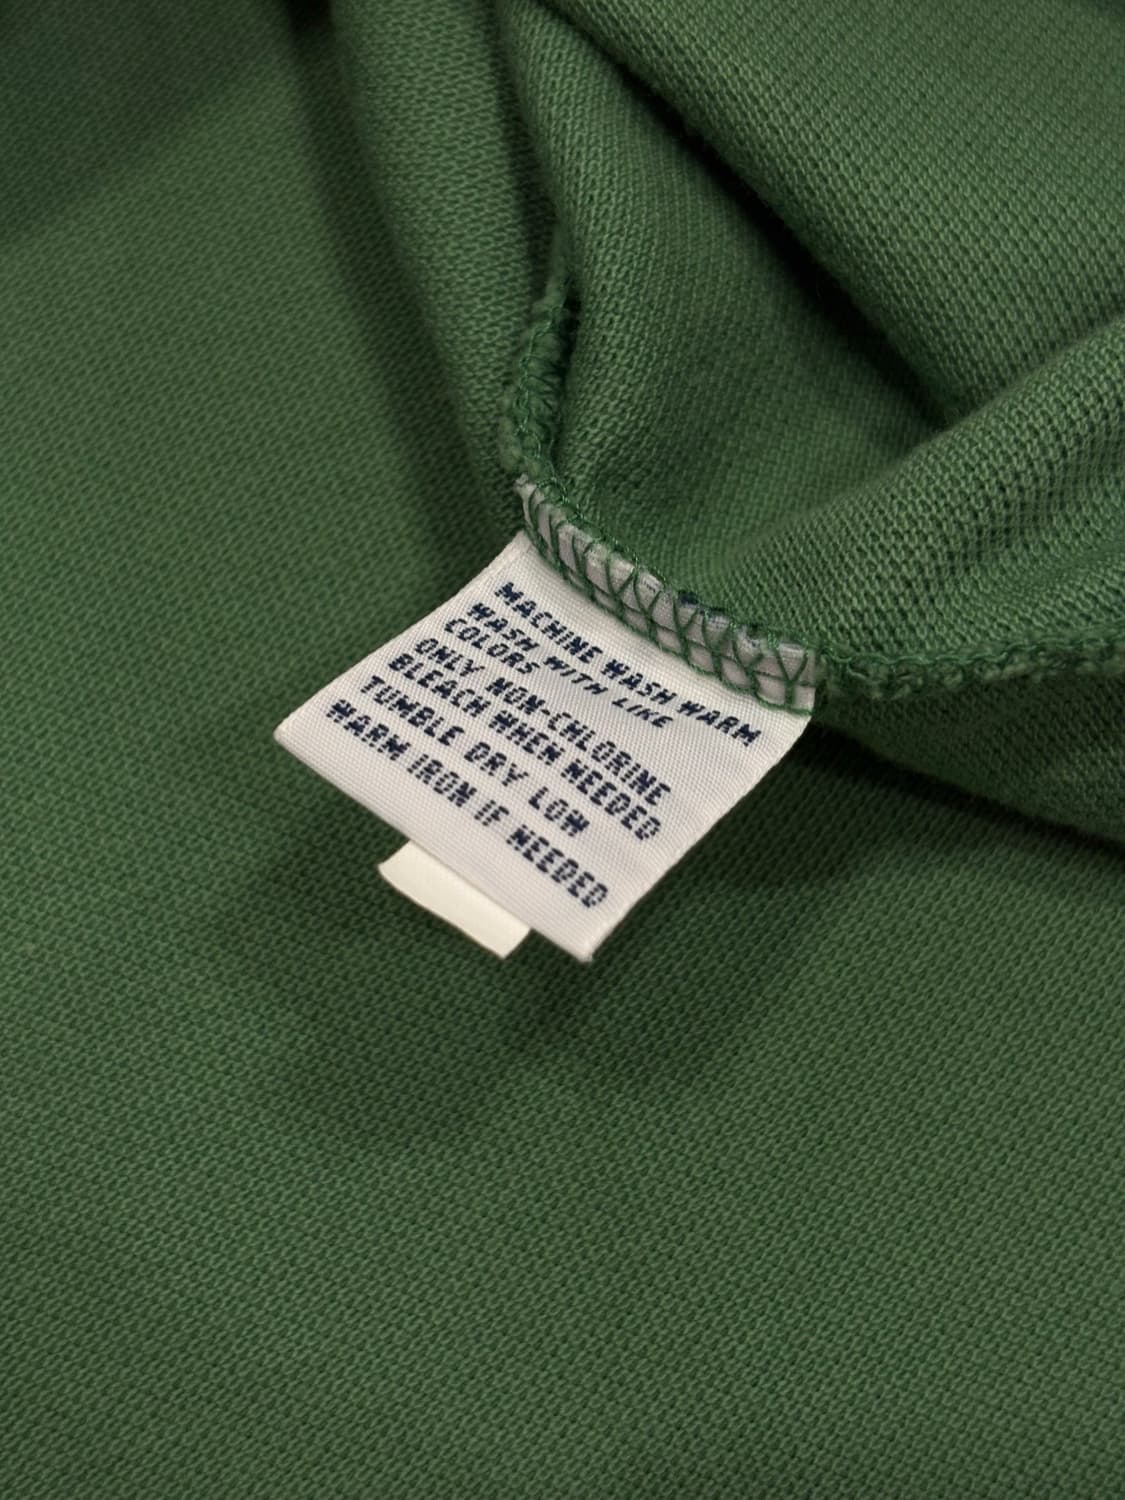 MACHINE WASH WARM
WASH WITH LIKE
COLORS
ONLY NON-CHLORINE
BLEACH WHEN NEEDED
TUMBLE DRY LOW
WARM IRON IF NEEDED